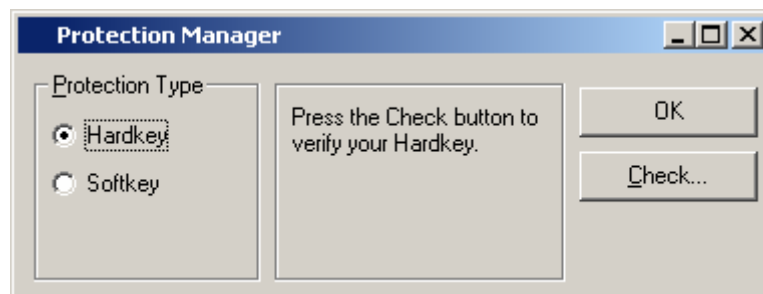 Protection Manager
Protection Type
Hardkey
Softkey
Press the Check button to
verify your Hardkey.
OK
Check...